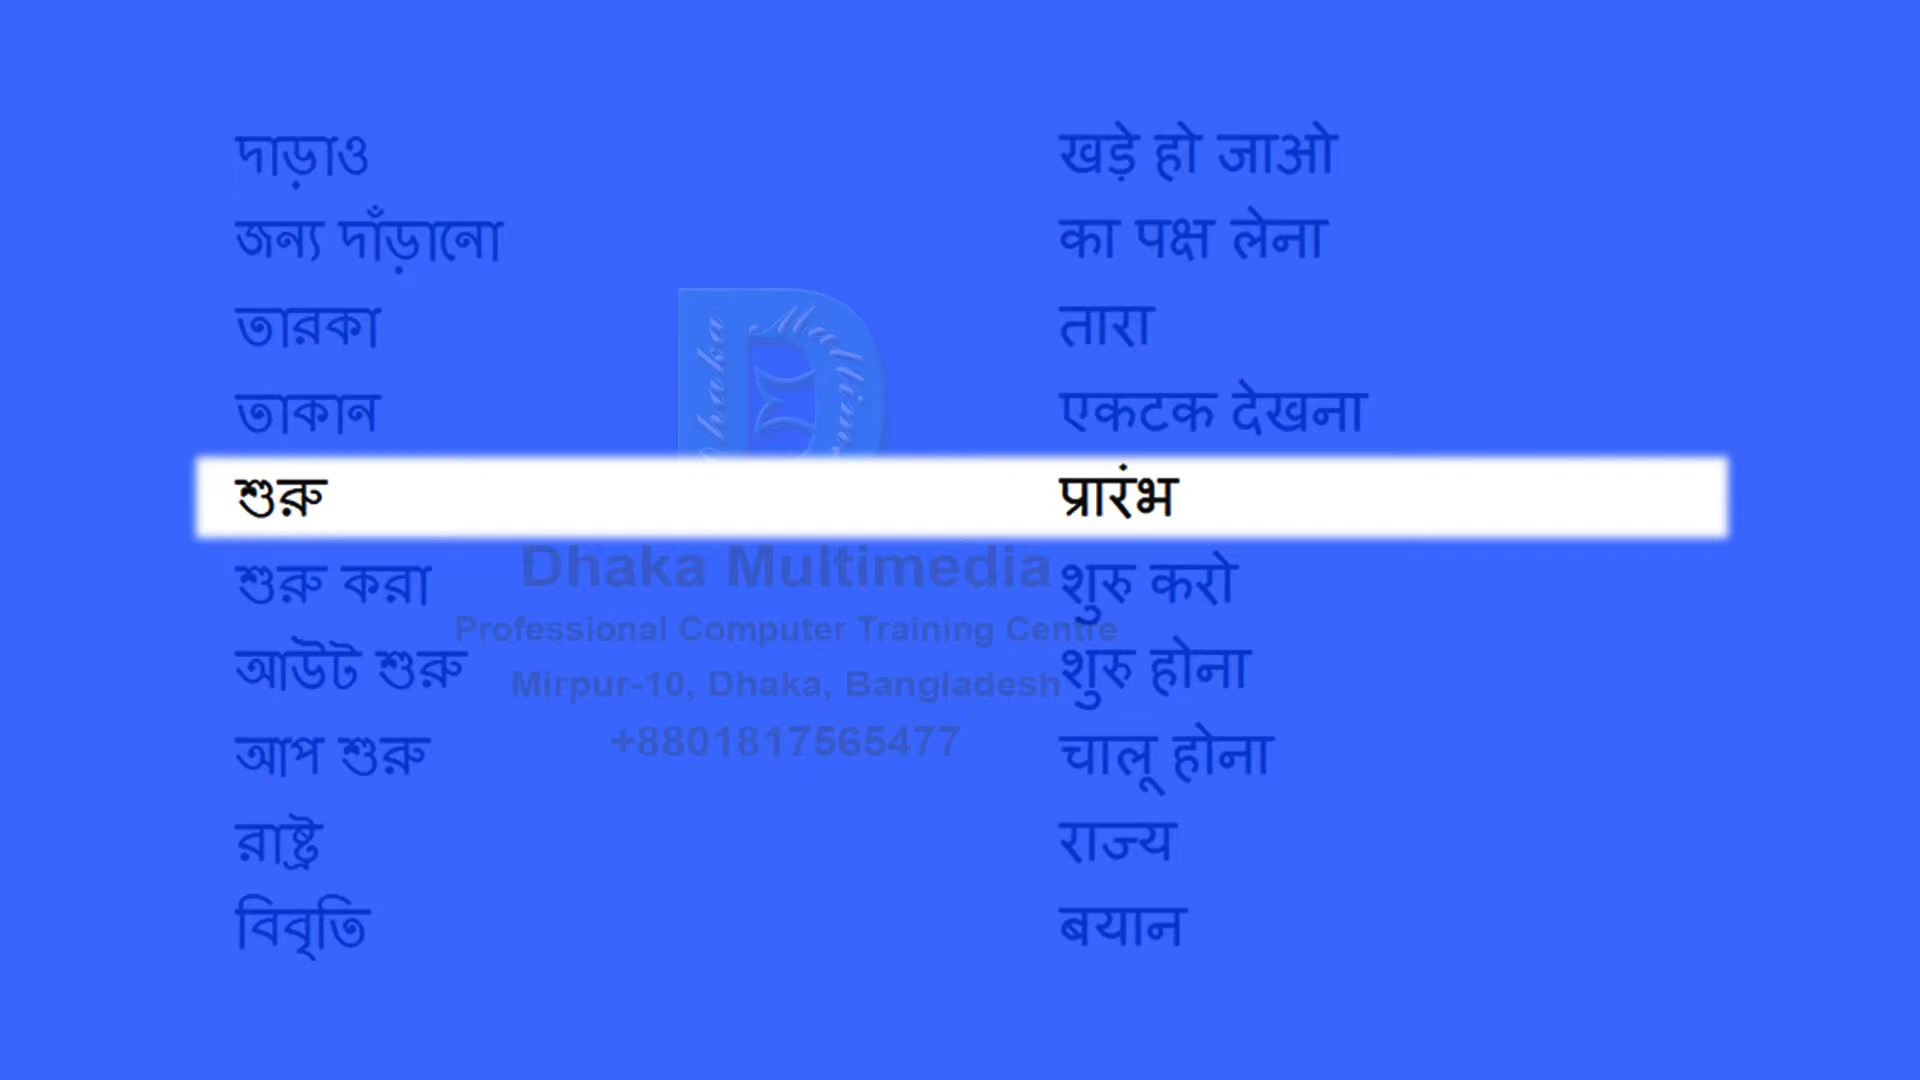 দাড়াও खड़े हो जाओ
জন্য দাঁড়ানো का पक्ष लेना
তারকা तारा
তাকান एकटक देखना
শুরু प्रारंभ
Dhaka Multimedia
শুরু করা शुरु करो
Professional Computer Training Centre
আউট শুরু शुरु होना
Mirpur-10, Dhaka, Bangladesh
আপ শুরু चालू होना
+8801817565477
রাষ্ট্র राज्य
বিবৃতি बयान